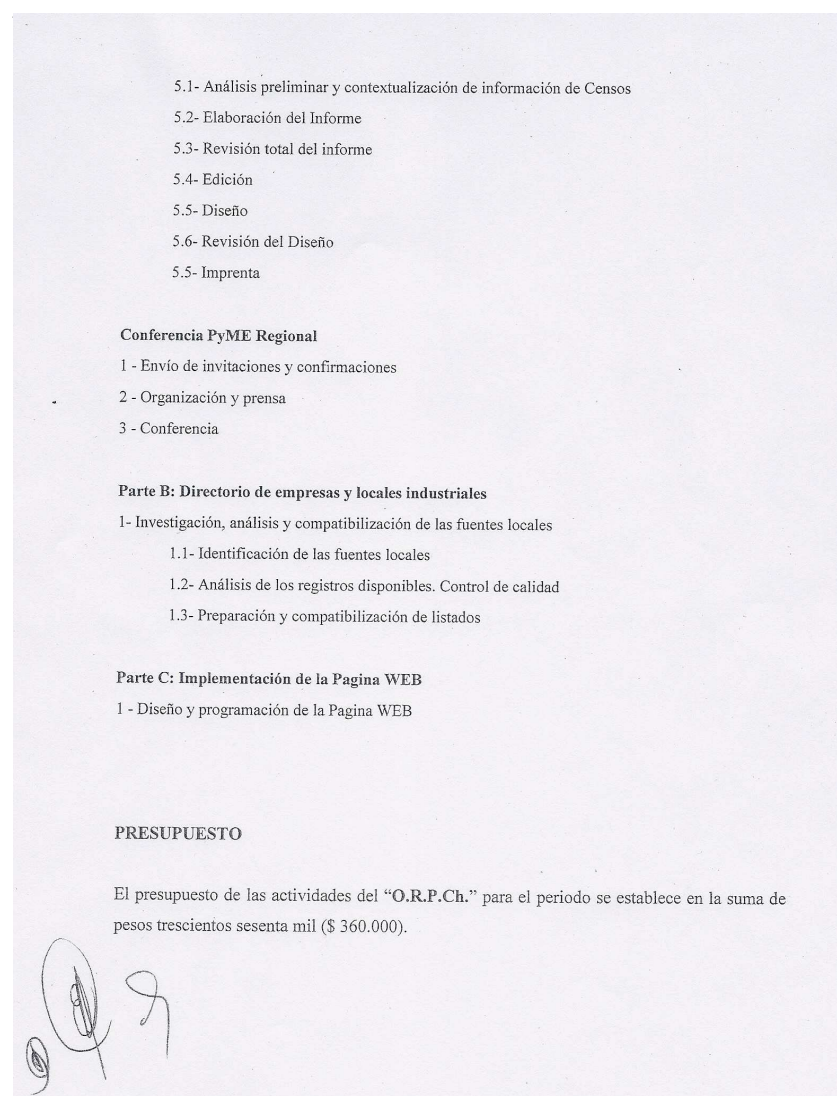 5.1- Análisis preliminar y contextualización de información de Censos
5.2- Elaboración del Informe
5.3- Revisión total del informe
5.4- Edición
5.5- Diseño
5.6- Revisión del Diseño
5.5- Imprenta
Conferencia PyME Regional
1 - Envío de invitaciones y confirmaciones
2 - Organización y prensa
3 - Conferencia
Parte B: Directorio de empresas y locales industriales
1- Investigación, análisis y compatibilización de las fuentes locales
1.1- Identificación de las fuentes locales
1.2- Análisis de los registros disponibles. Control de calidad
1.3- Preparación y compatibilización de listados
Parte C: Implementación de la Pagina WEB
1 - Diseño y programación de la Pagina WEB
PRESUPUESTO
El presupuesto de las actividades del “O.R.P.Ch.” para el periodo se establece en la suma de
pesos trescientos sesenta mil ($ 360.000).